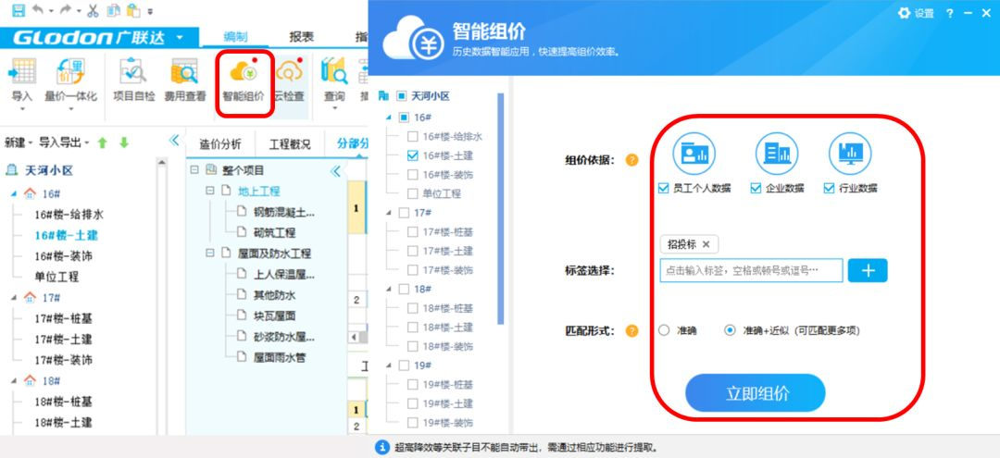 GLodon广联达
编制
报表
指
导入
量价一体化
项目自检
费用查看
智能组价
云检查
查询
新建
导入导出
天河小区
16#
16#楼-给排水
16#楼-土建
16#楼-装饰
单位工程
17#
17#楼-桩基
17#楼-土建
17#楼-装饰
18#
18#楼-桩基
18#楼-土建
造价分析
工程概况
分部分
整个项目
地上工程
钢筋混凝土...
砌筑工程
屋面及防水工程
上人保温屋...
其他防水
块瓦屋面
砂浆防水屋...
屋面雨水管
1
2
工
1
2
智能组价
历史数据智能应用，快速提高组价效率。
设置
天河小区
16#
16#楼-给排水
16#楼-土建
16#楼-装饰
单位工程
17#
17#楼-桩基
17#楼-土建
17#楼-装饰
18#
18#楼-桩基
18#楼-土建
18#楼-装饰
19#
19#楼-桩基
19#楼-土建
19#楼-装饰
组价依据：
员工个人数据
企业数据
行业数据
招投标
标签选择：
点击输入标签，空格或顿号或逗号…
匹配形式：
准确
准确+近似（可匹配更多项）
立即组价
超高降效等关联子目不能自动带出，需通过相应功能进行提取。